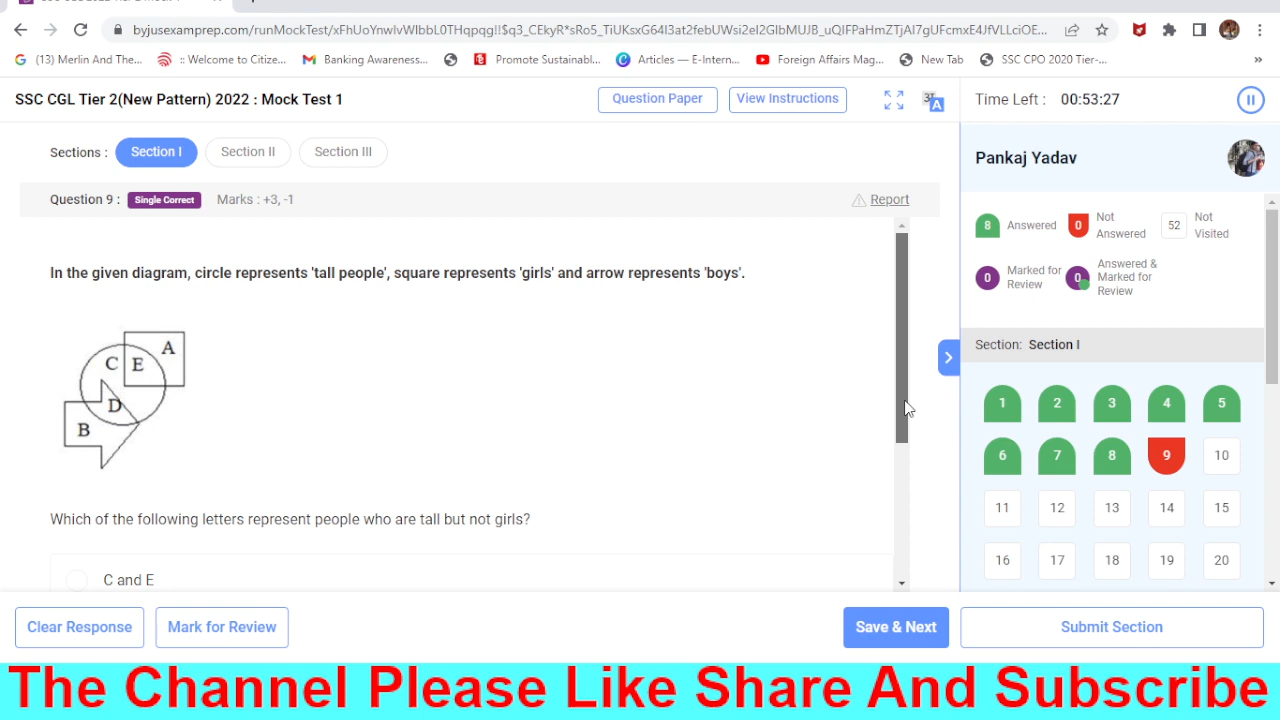 byjusexamprep.com/runMockTest/xFhUoYnwIvWIbbL0THqpqg!!$q3_CEkyR*sRo5_TiUKsxG64I3at2febUWsi2eI2GIbMUJB_uQIFPaHmZTjAI7gUFcmxE4JfVLLciOE...
(13) Merlin And The...
:: Welcome to Citize...
Banking Awareness...
Promote Sustainabl...
Articles — E-Intern...
Foreign Affairs Mag...
New Tab
SSC CPO 2020 Tier-...
»
SSC CGL Tier 2(New Pattern) 2022 : Mock Test 1
Question Paper
View Instructions
Time Left : 00:53:27
Sections :
Section I
Section II
Section III
Pankaj Yadav
Question 9 :
Single Correct
Marks : +3, -1
Report
8 Answered
0 Not Answered
52 Not Visited
0 Marked for Review
0 Answered & Marked for Review
In the given diagram, circle represents 'tall people', square represents 'girls' and arrow represents 'boys'.
A
C E
D
B
Which of the following letters represent people who are tall but not girls?
C and E
Section: Section I
1 2 3 4 5
6 7 8 9 10
11 12 13 14 15
16 17 18 19 20
Clear Response
Mark for Review
Save & Next
Submit Section
The Channel Please Like Share And Subscribe